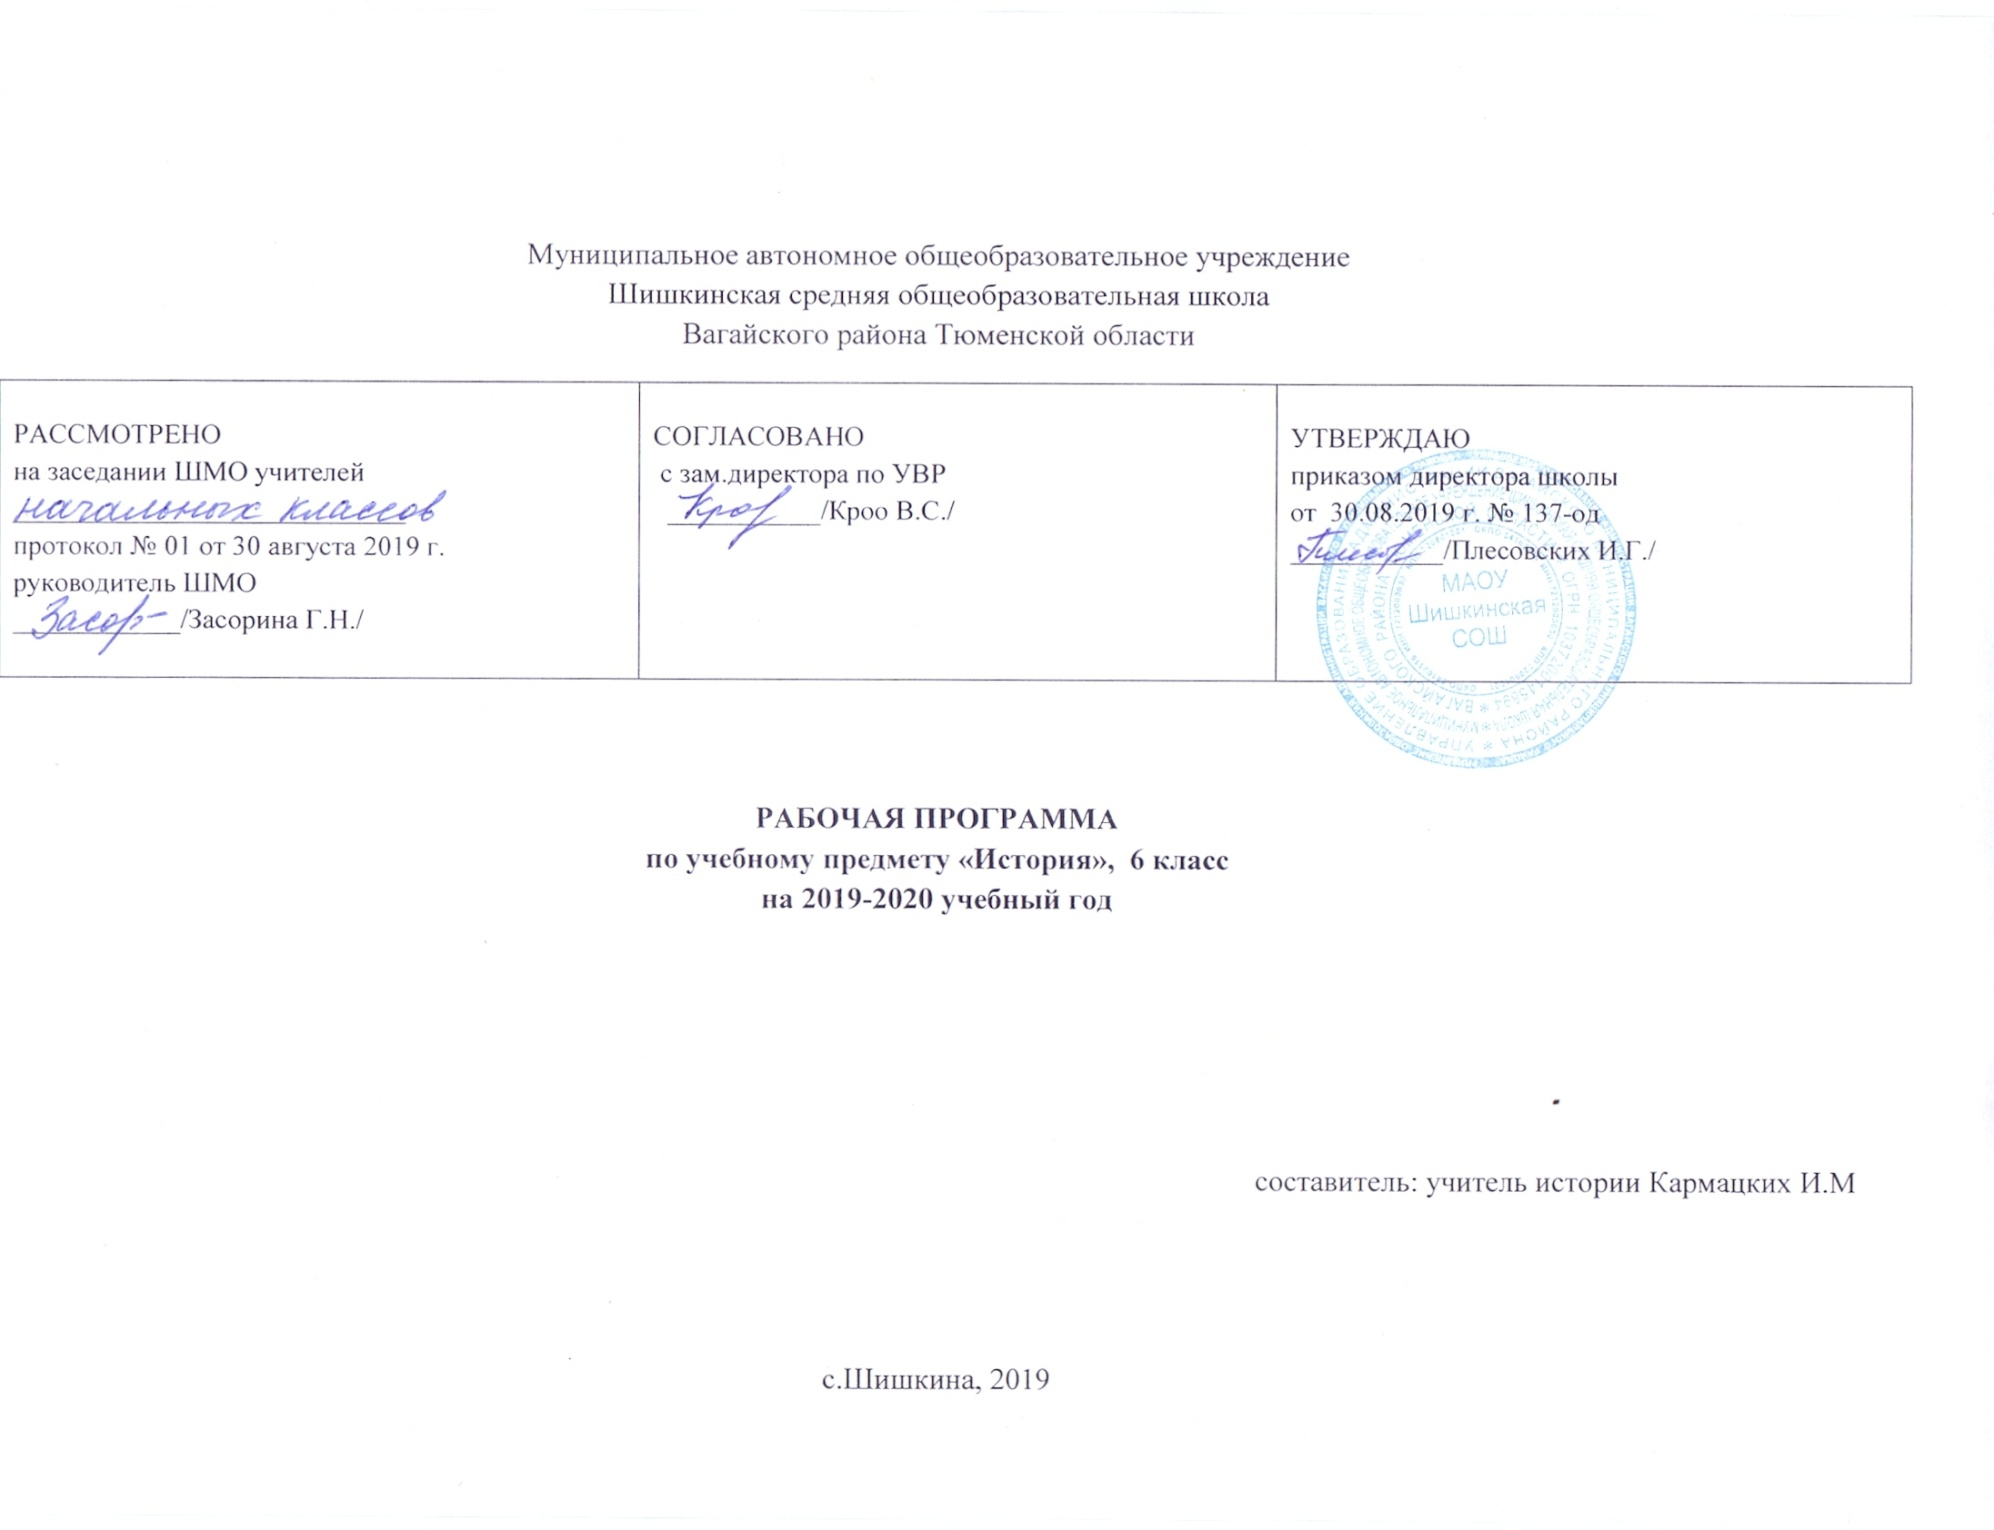 Муниципальное автономное общеобразовательное учреждение
Шишкинская средняя общеобразовательная школа
Вагайского района Тюменской области
РАССМОТРЕНО
на заседании ШМО учителей
начальных классов
протокол № 01 от 30 августа 2019 г.
руководитель ШМО
Засор /Засорина Г.Н./
СОГЛАСОВАНО
с зам.директора по УВР
Кроо /Кроо В.С./
УТВЕРЖДАЮ
приказом директора школы
от 30.08.2019 г. № 137-од
/Плесовских И.Г./
МАОУ
Шишкинская
СОШ
РАБОЧАЯ ПРОГРАММА
по учебному предмету «История», 6 класс
на 2019-2020 учебный год
составитель: учитель истории Кармацких И.М
с.Шишкина, 2019